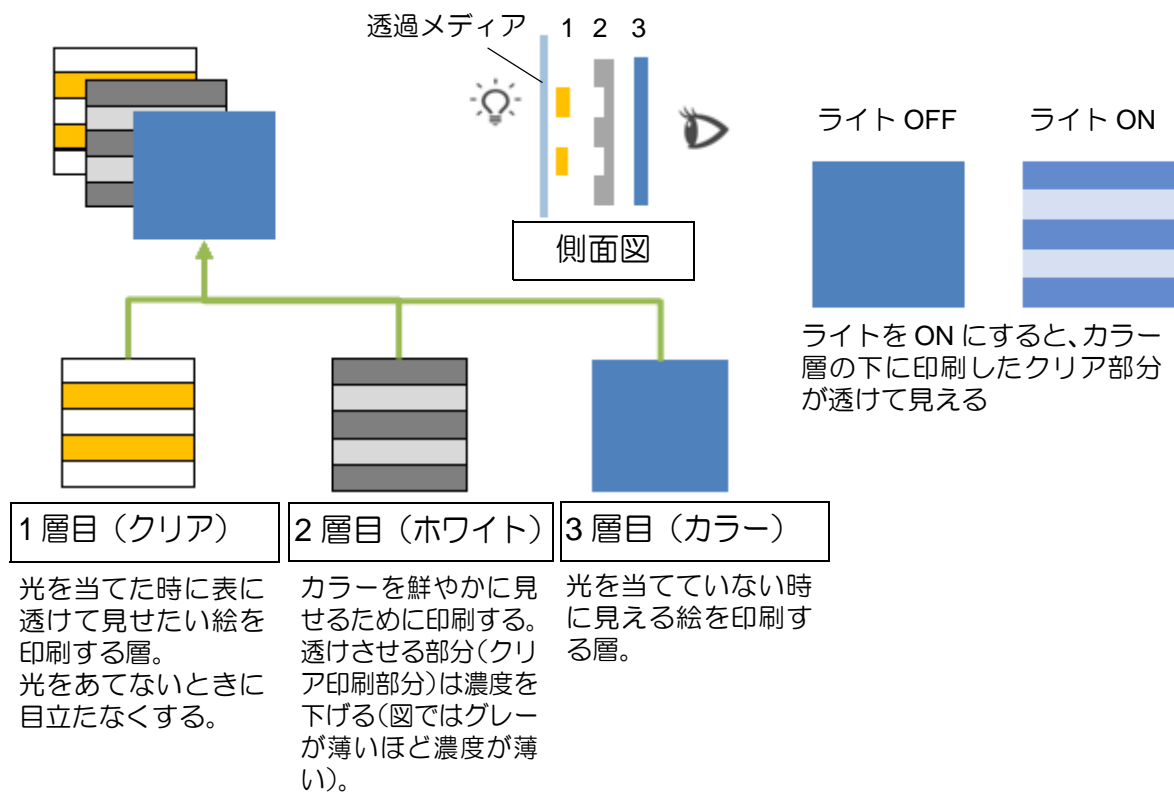 透過メディア 1 2 3
側面図
ライト OFF ライト ON
ライトを ON にすると、カラー
層の下に印刷したクリア部分
が透けて見える
1 層目（クリア）
光を当てた時に表に
透けて見せたい絵を
印刷する層。
光をあてないときに
目立たなくする。
2 層目（ホワイト）
カラーを鮮やかに見
せるために印刷する。
透けさせる部分（クリ
ア印刷部分）は濃度を
下げる（図ではグレー
が薄いほど濃度が薄
い）。
3 層目（カラー）
光を当てていない時
に見える絵を印刷す
る層。